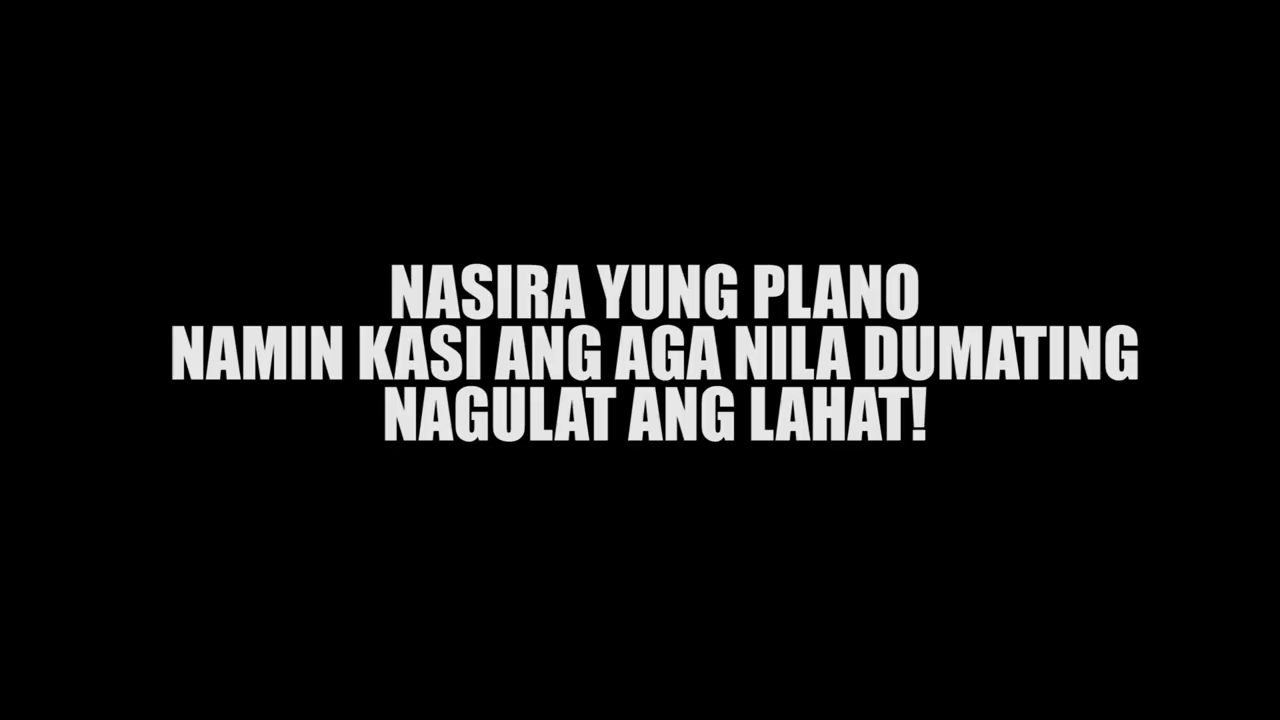 NASIRA YUNG PLANO
NAMIN KASI ANG AGA NILA DUMATING
NAGULAT ANG LAHAT!